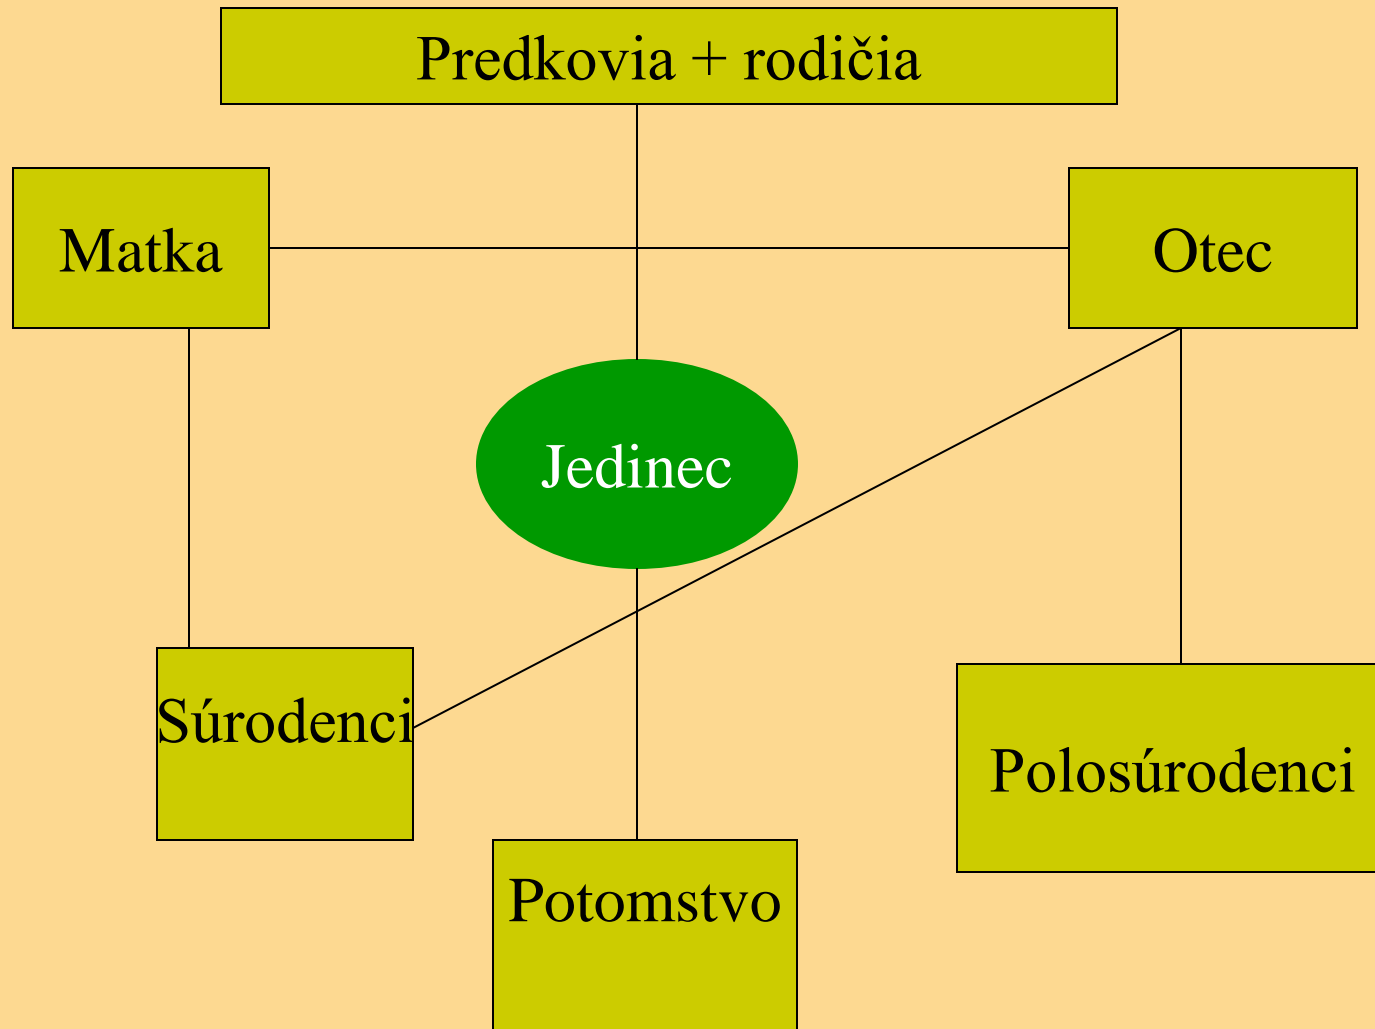 Predkovia + rodičia
Matka
Otec
Jedinec
Súrodenci
Polosúrodenci
Potomstvo